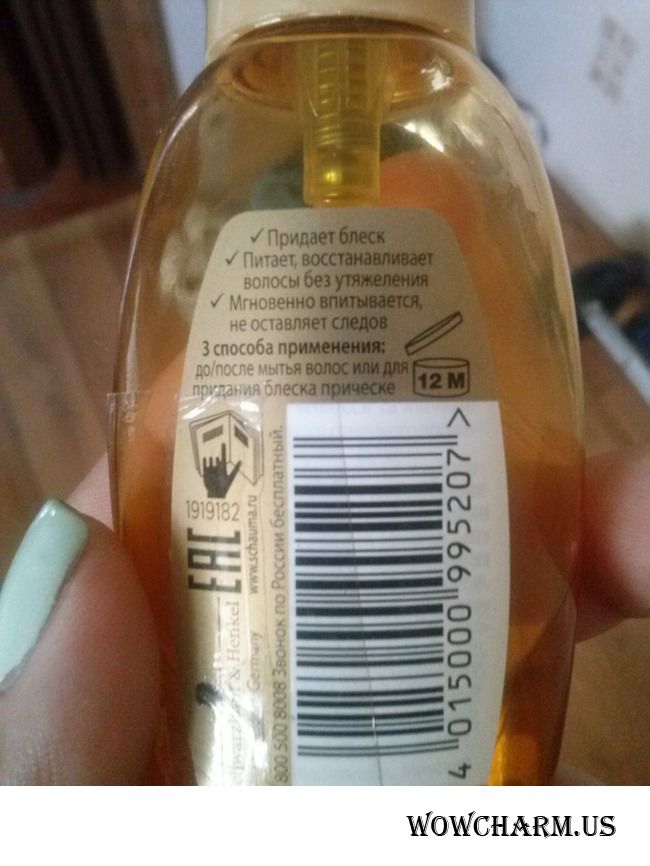 ✓ Придает блеск
✓ Питает, восстанавливает
волосы без утяжеления
✓ Мгновенно впитывается,
не оставляет следов
3 способа применения:
до/после мытья волос или для
придания блеска прическе
12 M
1919182
EAC
www.schauma.ru
& Henkel
Germany
800 500 8008 Звонок по России бесплатный.
4 015000 995207 >
WOWCHARM.US